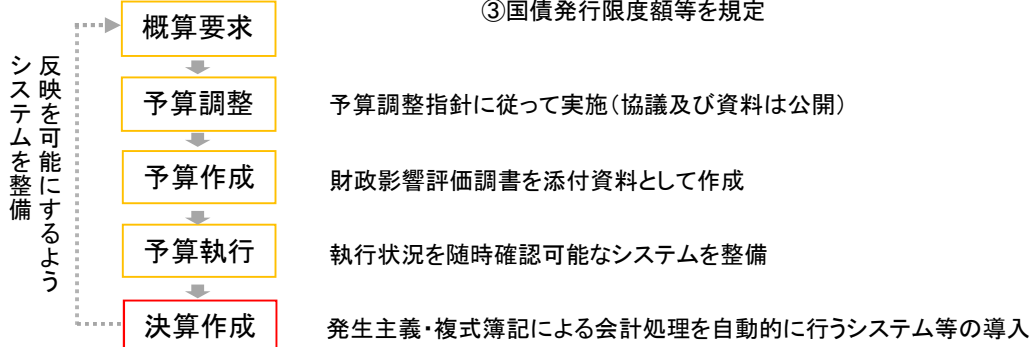 ③国債発行限度額等を規定
概算要求
反映を可能にするよう
システムを整備
予算調整
予算調整指針に従って実施(協議及び資料は公開)
予算作成
財政影響評価調書を添付資料として作成
予算執行
執行状況を随時確認可能なシステムを整備
決算作成
発生主義・複式簿記による会計処理を自動的に行うシステム等の導入